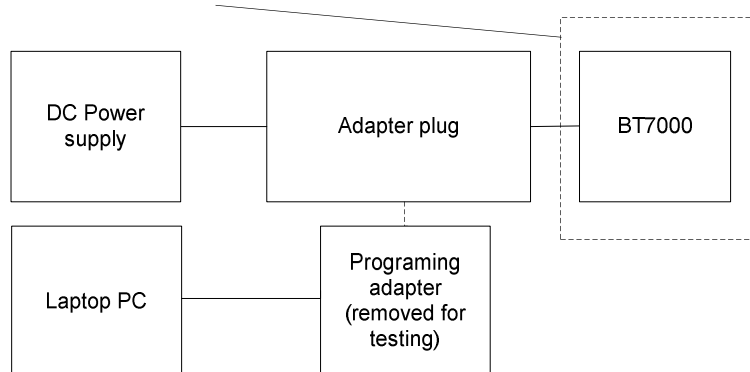 DC Power
supply
Adapter plug
BT7000
Laptop PC
Programing
adapter
(removed for
testing)